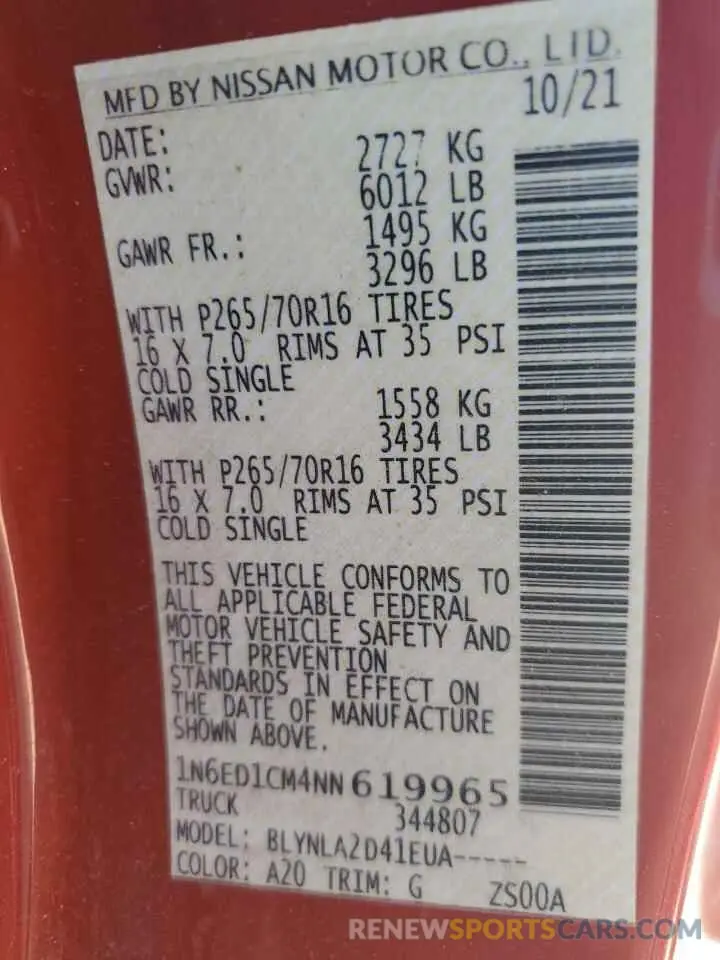 MFD BY NISSAN MOTOR CO., LTD.
DATE: 10/21
GVWR: 2727 KG
6012 LB
GAWR FR.: 1495 KG
3296 LB
WITH P265/70R16 TIRES
16 X 7.0 RIMS AT 35 PSI
COLD SINGLE
GAWR RR.: 1558 KG
3434 LB
WITH P265/70R16 TIRES
16 X 7.0 RIMS AT 35 PSI
COLD SINGLE
THIS VEHICLE CONFORMS TO
ALL APPLICABLE FEDERAL
MOTOR VEHICLE SAFETY AND
THEFT PREVENTION
STANDARDS IN EFFECT ON
THE DATE OF MANUFACTURE
SHOWN ABOVE.
1N6ED1CM4NN 619965
TRUCK 344807
MODEL: BLYNLA2D41EUA-----
COLOR: A20 TRIM: G ZS00A
RENEWSPORTSCARS.COM